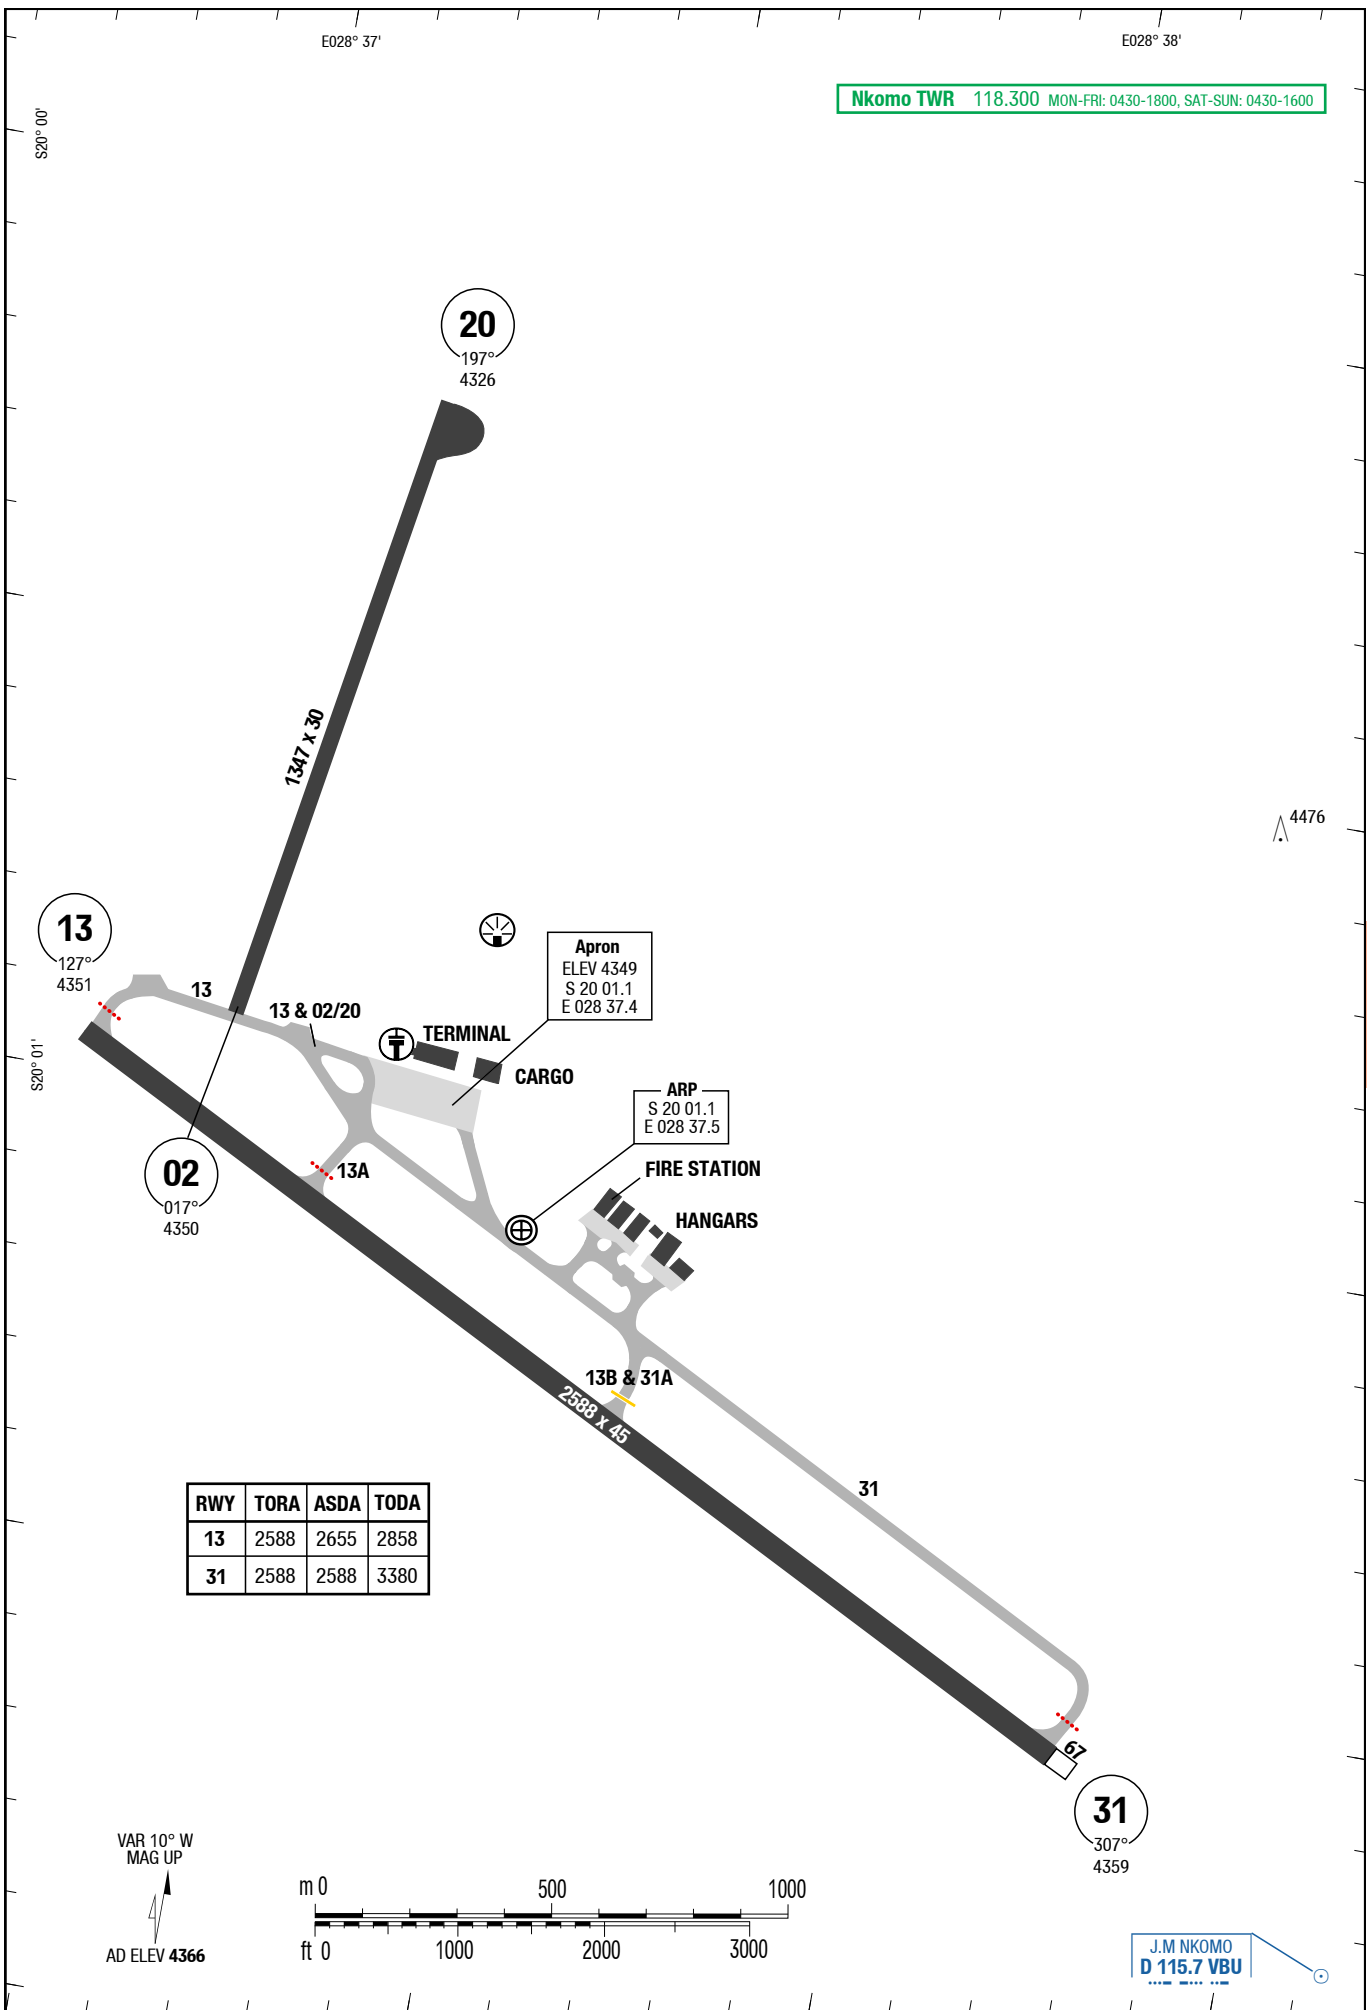 E028° 37'
E028° 38'
Nkomo TWR 118.300 MON-FRI: 0430-1800, SAT-SUN: 0430-1600
S20° 00'
20
197°
4326
1347 x 30
4476
13
127°
4351
13
13 & 02/20
Apron
ELEV 4349
S 20 01.1
E 028 37.4
TERMINAL
CARGO
S20° 01'
ARP
S 20 01.1
E 028 37.5
02
017°
4350
13A
FIRE STATION
HANGARS
13B & 31A
2588 x 45
31
RWY TORA ASDA TODA
13 2588 2655 2858
31 2588 2588 3380
67
31
307°
4359
VAR 10° W
MAG UP
AD ELEV 4366
m 0 500 1000
ft 0 1000 2000 3000
J.M NKOMO
D 115.7 VBU